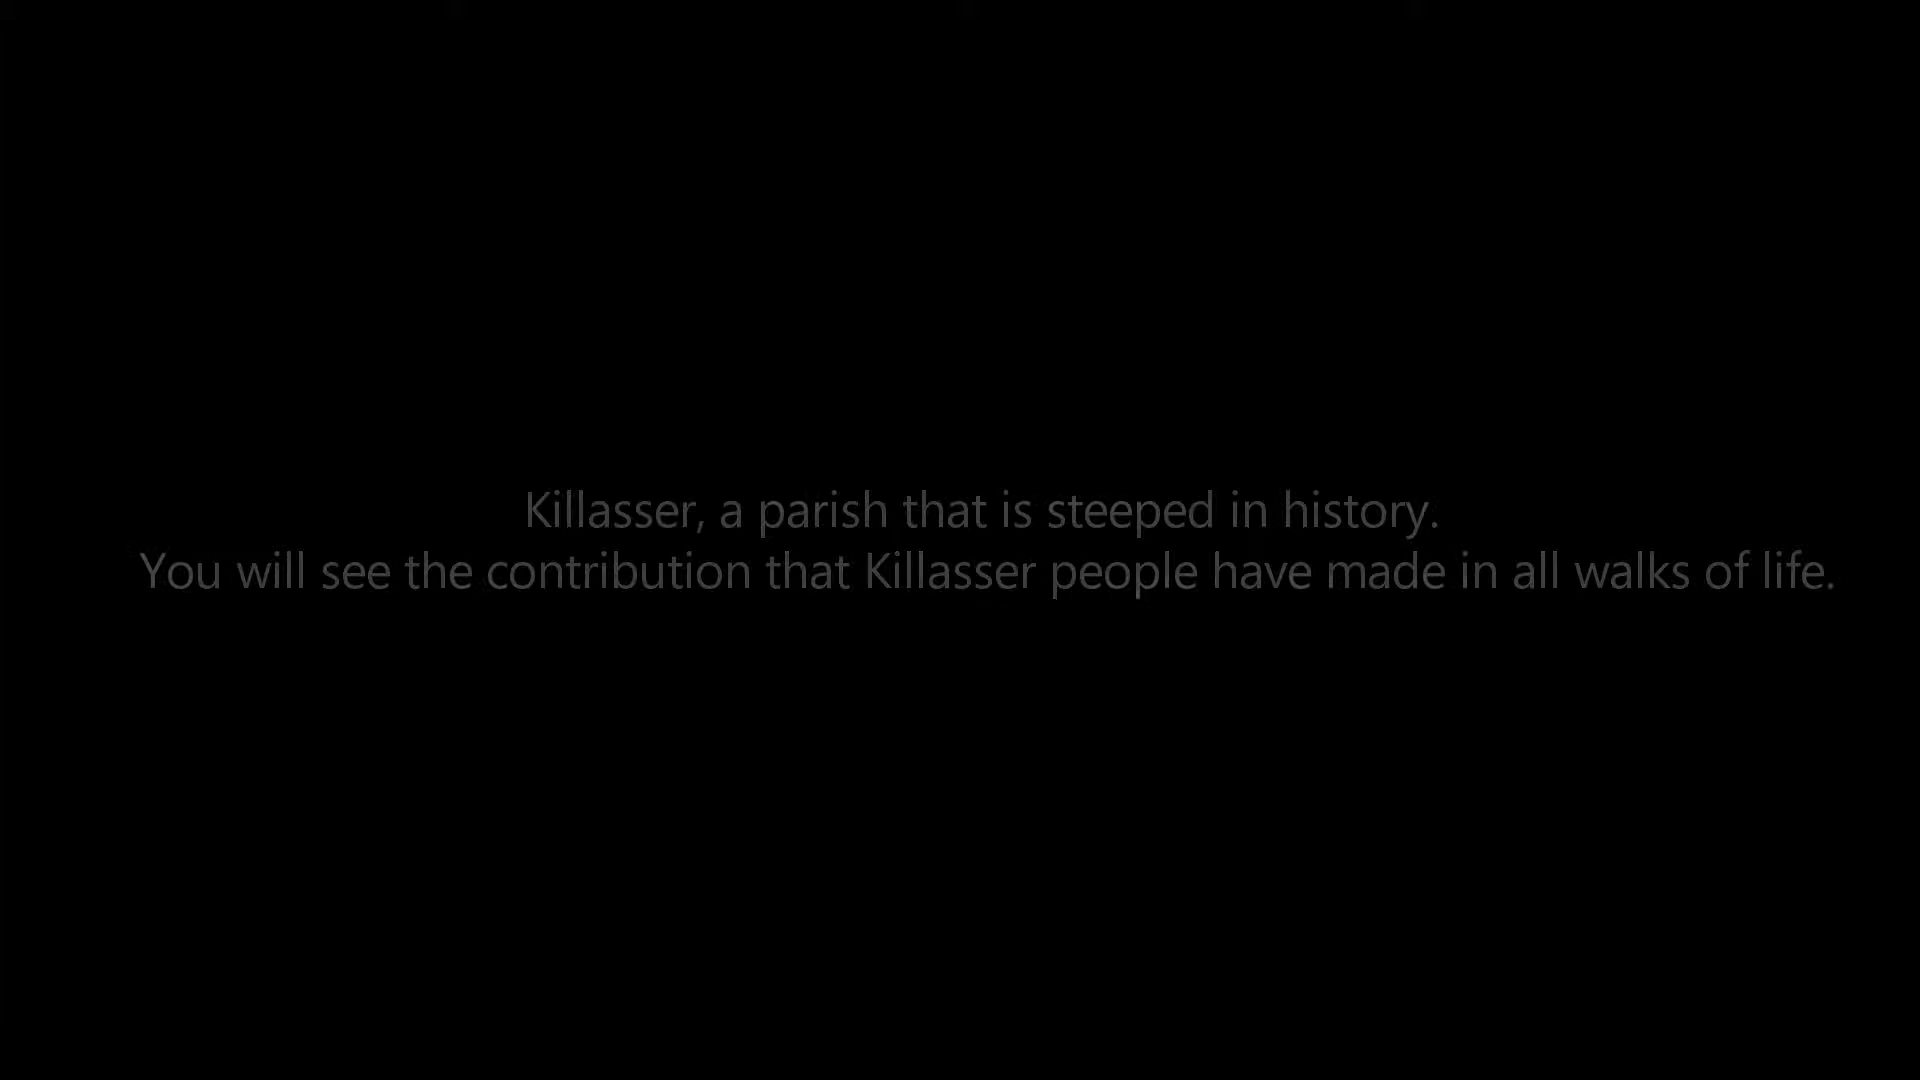 Killasser, a parish that is steeped in history.
You will see the contribution that Killasser people have made in all walks of life.